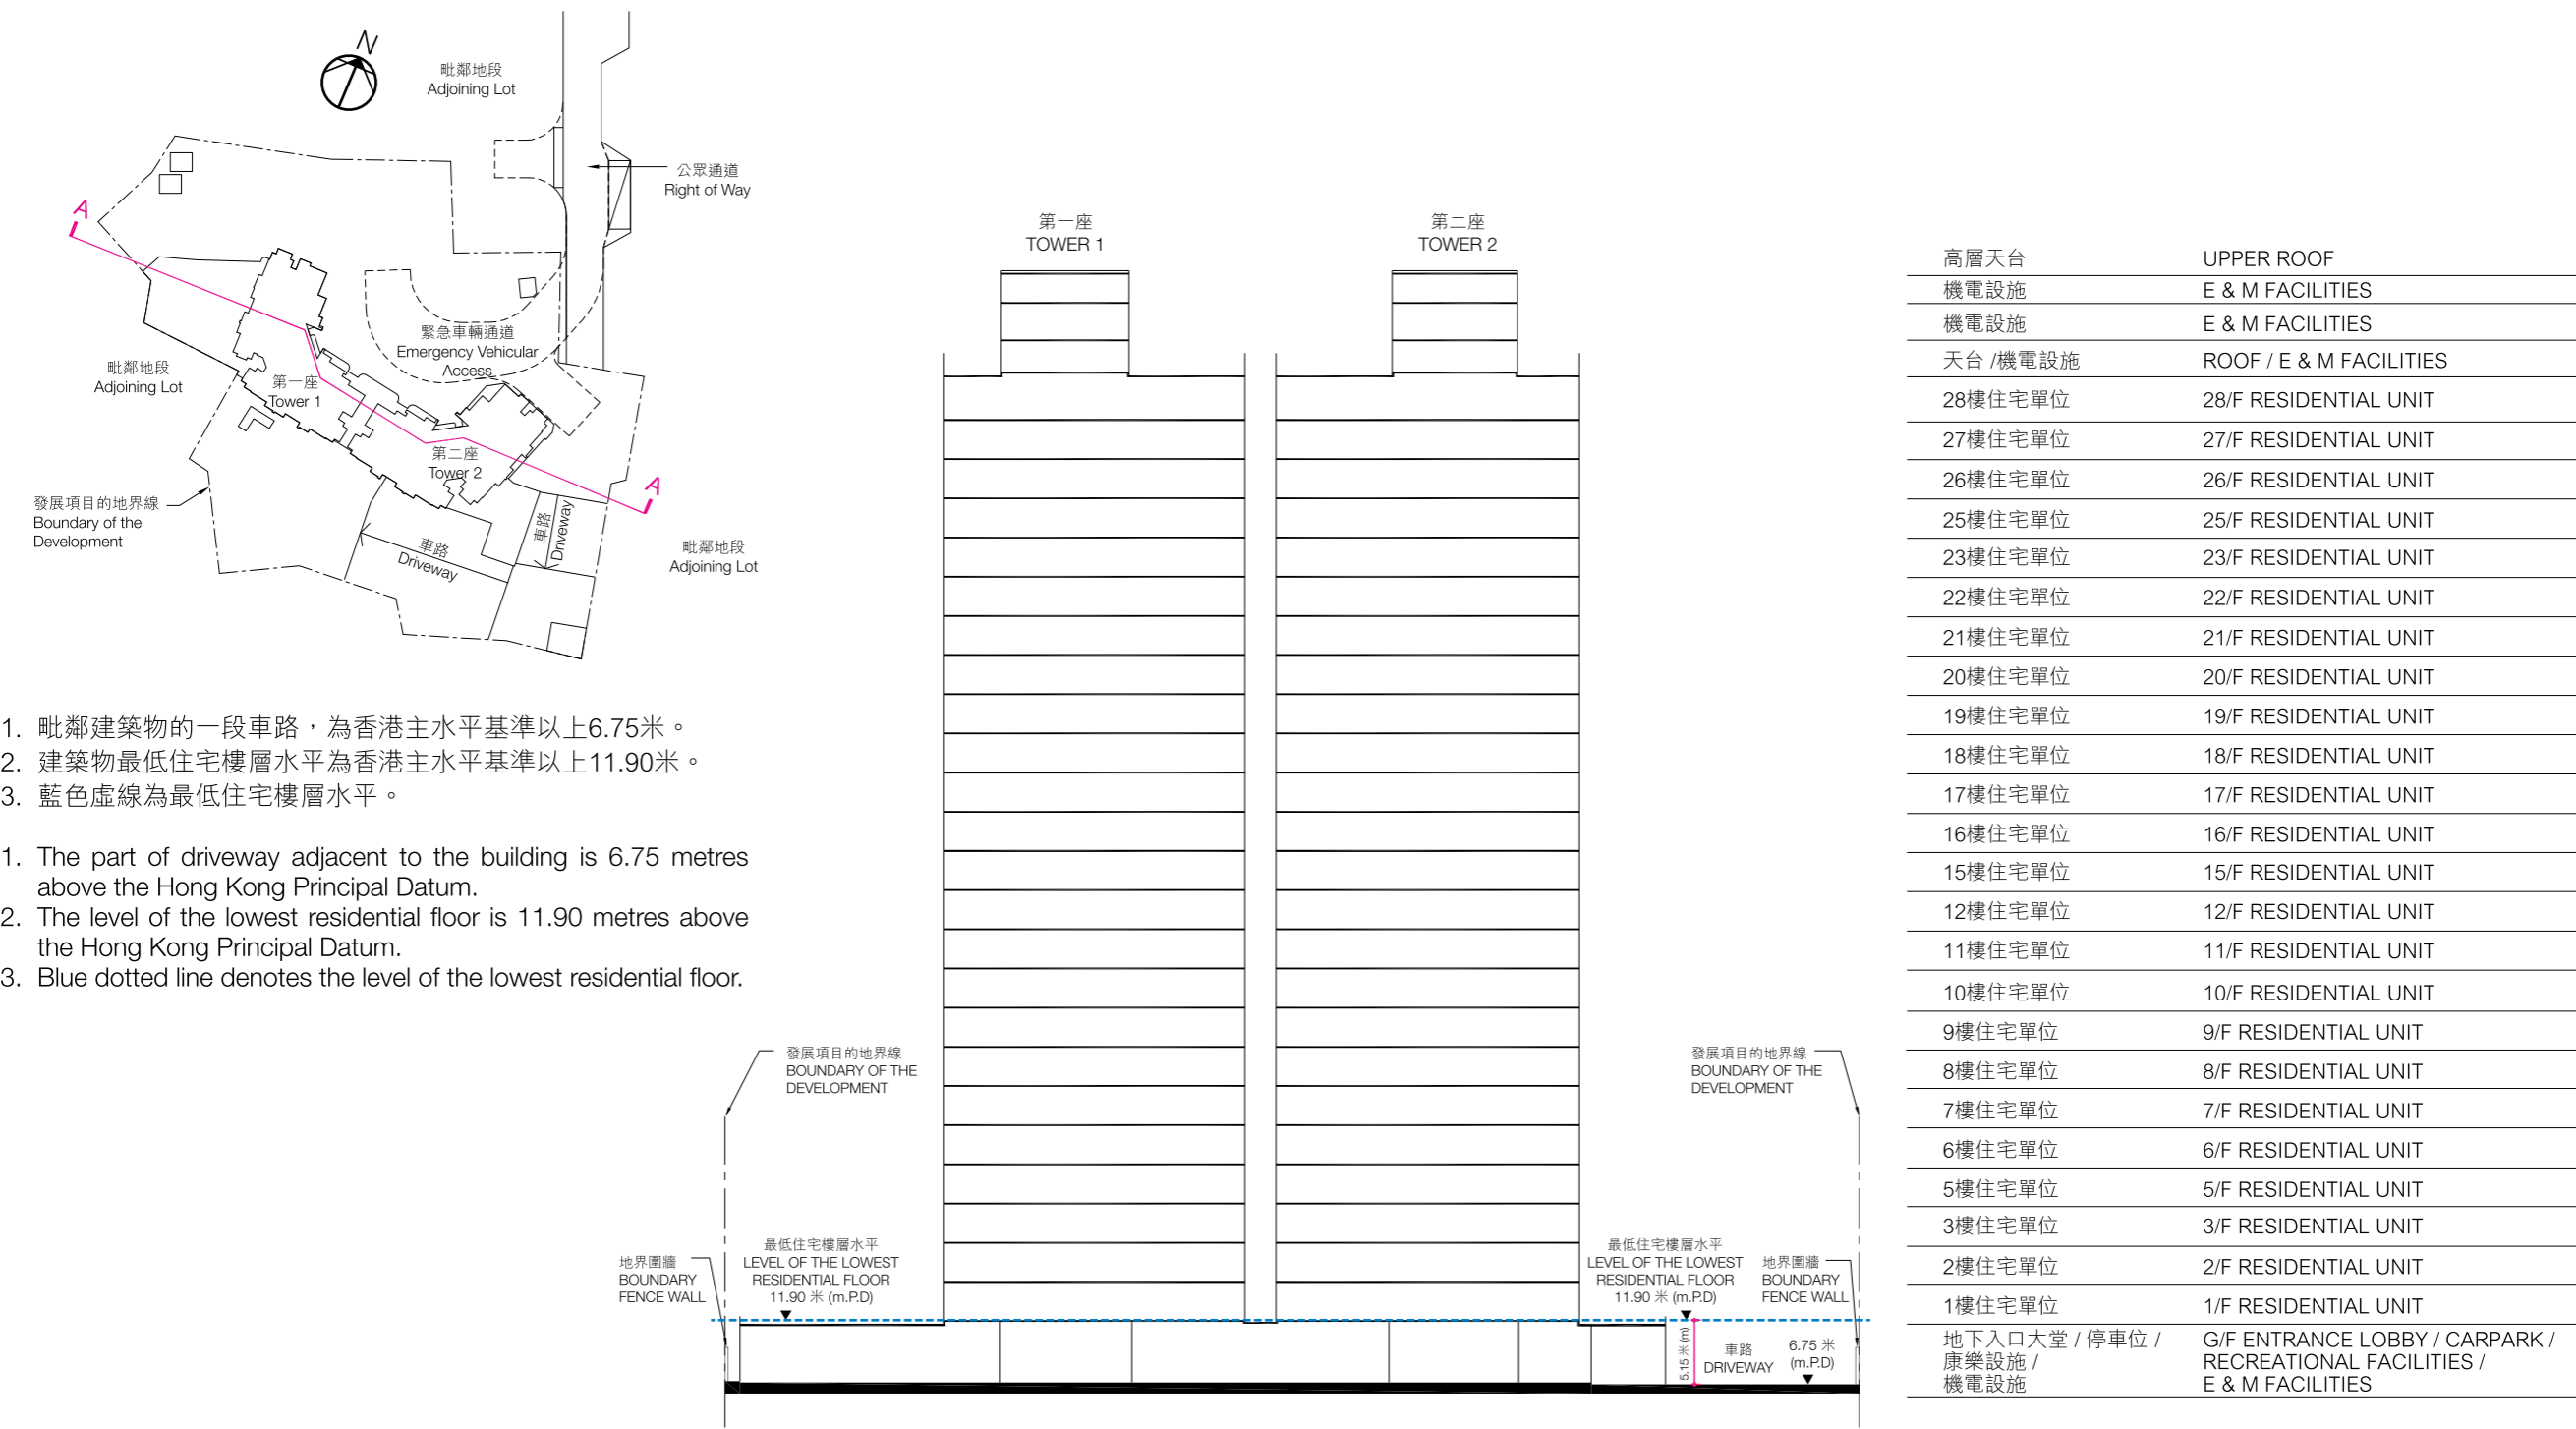 N
毗鄰地段
Adjoining Lot
公眾通道
Right of Way
A
緊急車輛通道
Emergency Vehicular
Access
毗鄰地段
Adjoining Lot
第一座
Tower 1
第二座
Tower 2
A
發展項目的地界線
Boundary of the
Development
車路
Driveway
車路
Driveway
毗鄰地段
Adjoining Lot
1. 毗鄰建築物的一段車路，為香港主水平基準以上6.75米。
2. 建築物最低住宅樓層水平為香港主水平基準以上11.90米。
3. 藍色虛線為最低住宅樓層水平。
1. The part of driveway adjacent to the building is 6.75 metres
above the Hong Kong Principal Datum.
2. The level of the lowest residential floor is 11.90 metres above
the Hong Kong Principal Datum.
3. Blue dotted line denotes the level of the lowest residential floor.
第一座
TOWER 1
第二座
TOWER 2
發展項目的地界線
BOUNDARY OF THE
DEVELOPMENT
發展項目的地界線
BOUNDARY OF THE
DEVELOPMENT
地界圍牆
BOUNDARY
FENCE WALL
最低住宅樓層水平
LEVEL OF THE LOWEST
RESIDENTIAL FLOOR
11.90 米 (m.P.D)
最低住宅樓層水平
LEVEL OF THE LOWEST
RESIDENTIAL FLOOR
11.90 米 (m.P.D)
地界圍牆
BOUNDARY
FENCE WALL
5.15 米 (m)
車路
DRIVEWAY
6.75 米
(m.P.D)
高層天台 UPPER ROOF
機電設施 E & M FACILITIES
機電設施 E & M FACILITIES
天台 /機電設施 ROOF / E & M FACILITIES
28樓住宅單位 28/F RESIDENTIAL UNIT
27樓住宅單位 27/F RESIDENTIAL UNIT
26樓住宅單位 26/F RESIDENTIAL UNIT
25樓住宅單位 25/F RESIDENTIAL UNIT
23樓住宅單位 23/F RESIDENTIAL UNIT
22樓住宅單位 22/F RESIDENTIAL UNIT
21樓住宅單位 21/F RESIDENTIAL UNIT
20樓住宅單位 20/F RESIDENTIAL UNIT
19樓住宅單位 19/F RESIDENTIAL UNIT
18樓住宅單位 18/F RESIDENTIAL UNIT
17樓住宅單位 17/F RESIDENTIAL UNIT
16樓住宅單位 16/F RESIDENTIAL UNIT
15樓住宅單位 15/F RESIDENTIAL UNIT
12樓住宅單位 12/F RESIDENTIAL UNIT
11樓住宅單位 11/F RESIDENTIAL UNIT
10樓住宅單位 10/F RESIDENTIAL UNIT
9樓住宅單位 9/F RESIDENTIAL UNIT
8樓住宅單位 8/F RESIDENTIAL UNIT
7樓住宅單位 7/F RESIDENTIAL UNIT
6樓住宅單位 6/F RESIDENTIAL UNIT
5樓住宅單位 5/F RESIDENTIAL UNIT
3樓住宅單位 3/F RESIDENTIAL UNIT
2樓住宅單位 2/F RESIDENTIAL UNIT
1樓住宅單位 1/F RESIDENTIAL UNIT
地下入口大堂 / 停車位 / G/F ENTRANCE LOBBY / CARPARK /
康樂設施 / RECREATIONAL FACILITIES /
機電設施 E & M FACILITIES